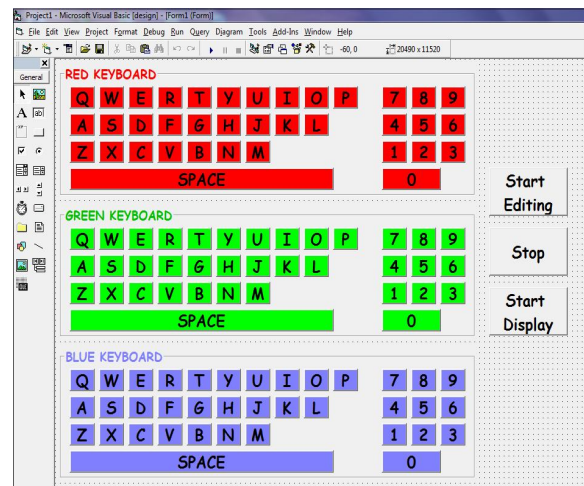 Project1 - Microsoft Visual Basic [design] - [Form1 (Form)]
File Edit View Project Format Debug Run Query Diagram Tools Add-Ins Window Help
-60, 0 20490 x 11520
General
A ab
RED KEYBOARD
Q W E R T Y U I O P 7 8 9
A S D F G H J K L 4 5 6
Z X C V B N M 1 2 3
SPACE 0
GREEN KEYBOARD
Q W E R T Y U I O P 7 8 9
A S D F G H J K L 4 5 6
Z X C V B N M 1 2 3
SPACE 0
BLUE KEYBOARD
Q W E R T Y U I O P 7 8 9
A S D F G H J K L 4 5 6
Z X C V B N M 1 2 3
SPACE 0
Start
Editing
Stop
Start
Display